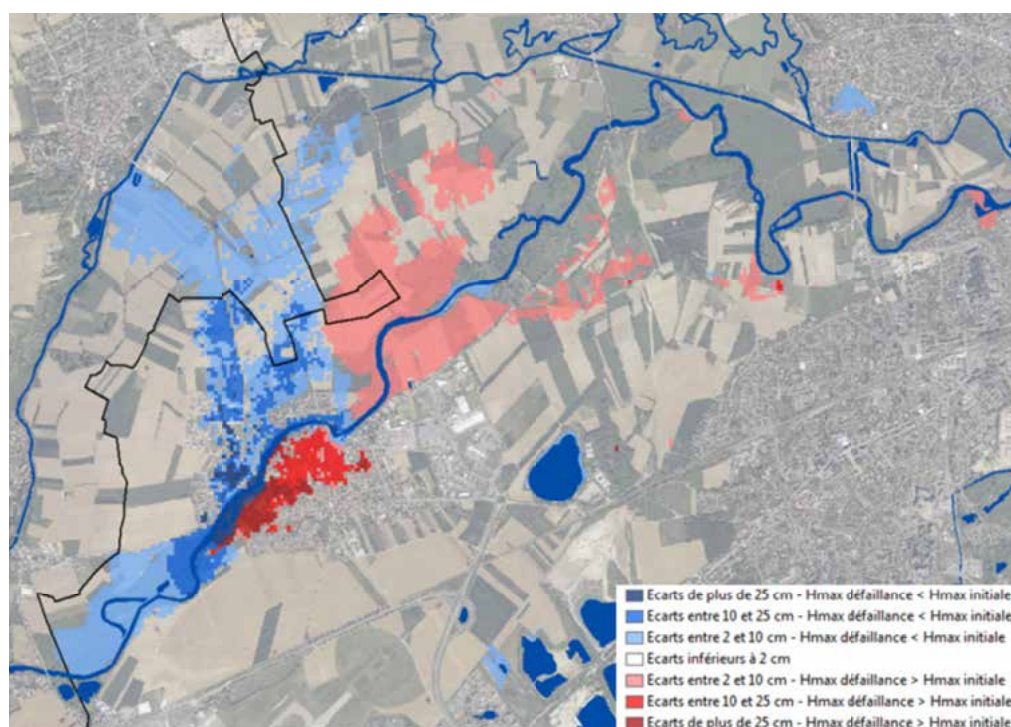 Ecarts de plus de 25 cm - Hmax défaillance < Hmax initiale
Ecarts entre 10 et 25 cm - Hmax défaillance < Hmax initiale
Ecarts entre 2 et 10 cm - Hmax défaillance < Hmax initiale
Ecarts inférieurs à 2 cm
Ecarts entre 2 et 10 cm - Hmax défaillance > Hmax initiale
Ecarts entre 10 et 25 cm - Hmax défaillance > Hmax initiale
Ecarts de plus de 25 cm - Hmax défaillance > Hmax initiale